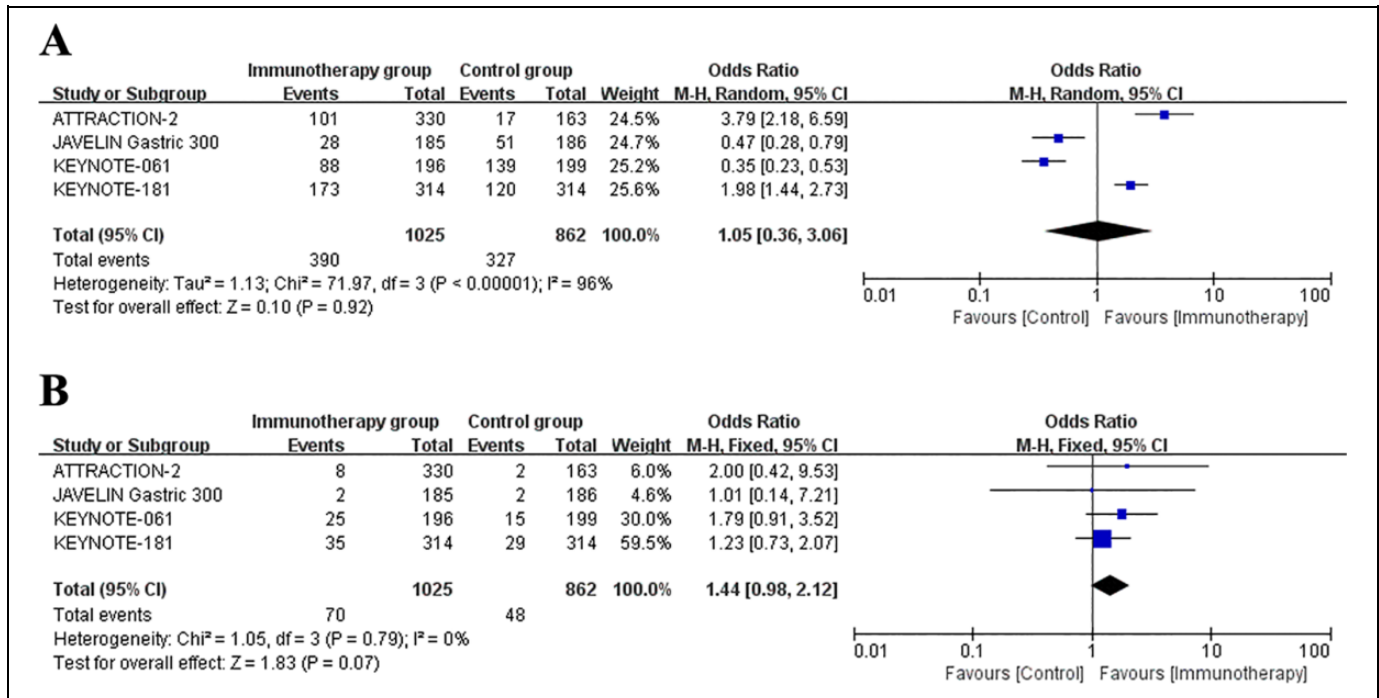 A
Immunotherapy group Control group Odds Ratio Odds Ratio
Study or Subgroup Events Total Events Total Weight M-H, Random, 95% CI M-H, Random, 95% CI
ATTRACTION-2 101 330 17 163 24.5% 3.79 [2.18, 6.59]
JAVELIN Gastric 300 28 185 51 186 24.7% 0.47 [0.28, 0.79]
KEYNOTE-061 88 196 139 199 25.2% 0.35 [0.23, 0.53]
KEYNOTE-181 173 314 120 314 25.6% 1.98 [1.44, 2.73]
Total (95% CI) 1025 862 100.0% 1.05 [0.36, 3.06]
Total events 390 327
Heterogeneity: Tau² = 1.13; Chi² = 71.97, df = 3 (P < 0.00001); I² = 96%
Test for overall effect: Z = 0.10 (P = 0.92)
0.01 0.1 1 10 100
Favours [Control] Favours [Immunotherapy]
B
Immunotherapy group Control group Odds Ratio Odds Ratio
Study or Subgroup Events Total Events Total Weight M-H, Fixed, 95% CI M-H, Fixed, 95% CI
ATTRACTION-2 8 330 2 163 6.0% 2.00 [0.42, 9.53]
JAVELIN Gastric 300 2 185 2 186 4.6% 1.01 [0.14, 7.21]
KEYNOTE-061 25 196 15 199 30.0% 1.79 [0.91, 3.52]
KEYNOTE-181 35 314 29 314 59.5% 1.23 [0.73, 2.07]
Total (95% CI) 1025 862 100.0% 1.44 [0.98, 2.12]
Total events 70 48
Heterogeneity: Chi² = 1.05, df = 3 (P = 0.79); I² = 0%
Test for overall effect: Z = 1.83 (P = 0.07)
0.01 0.1 1 10 100
Favours [Control] Favours [Immunotherapy]